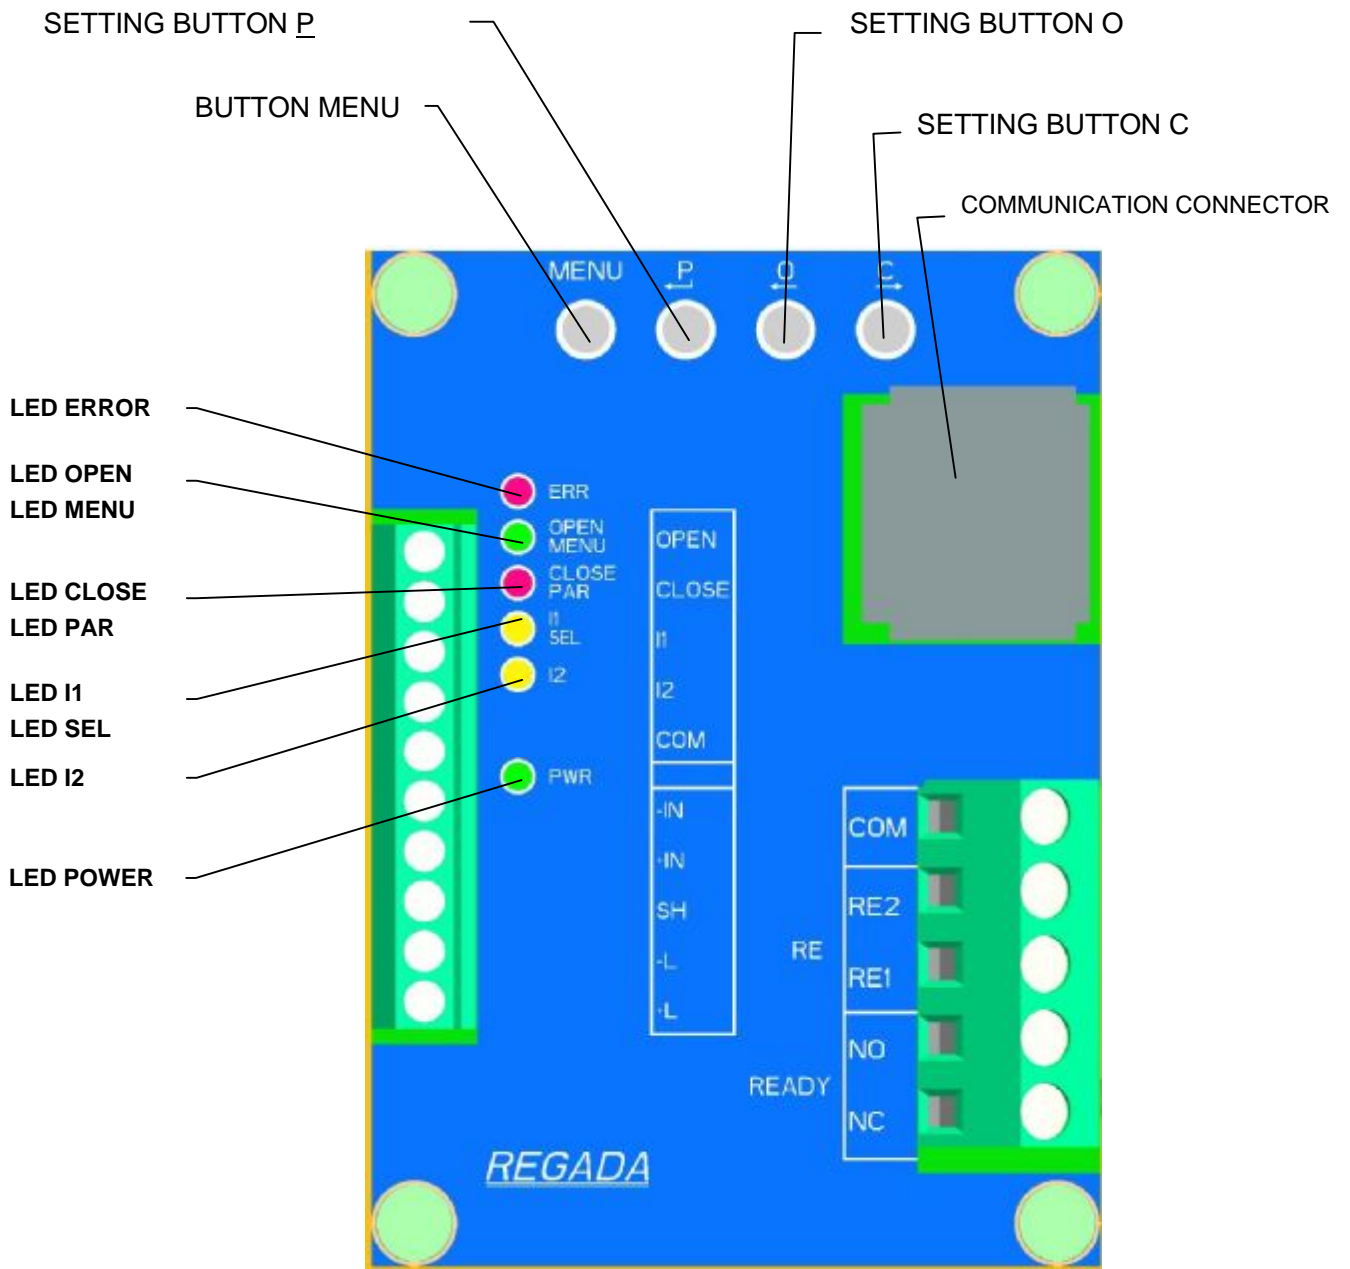 SETTING BUTTON P
SETTING BUTTON O
BUTTON MENU
SETTING BUTTON C
COMMUNICATION CONNECTOR
MENU
P
O
C
LED ERROR
LED OPEN
LED MENU
LED CLOSE
LED PAR
LED I1
LED SEL
LED I2
LED POWER
ERR
OPEN
MENU
CLOSE
PAR
I1
SEL
I2
PWR
OPEN
CLOSE
I1
I2
COM
-IN
-IN
SH
-L
-L
COM
RE2
RE
RE1
NO
READY
NC
REGADA